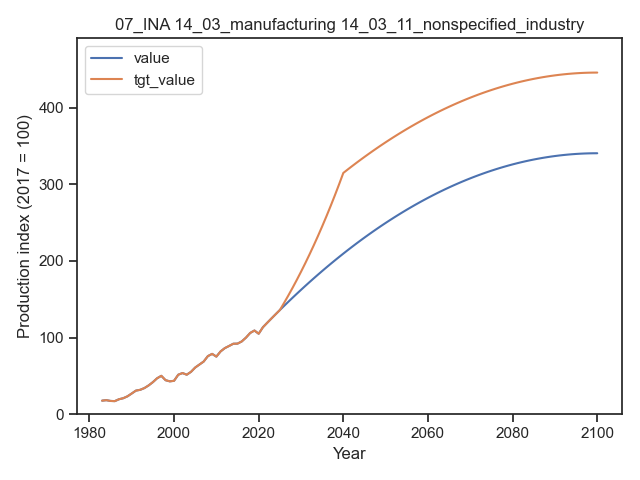 07_INA 14_03_manufacturing 14_03_11_nonspecified_industry
value
tgt_value
Production index (2017 = 100)
400
300
200
100
0
1980 2000 2020 2040 2060 2080 2100
Year